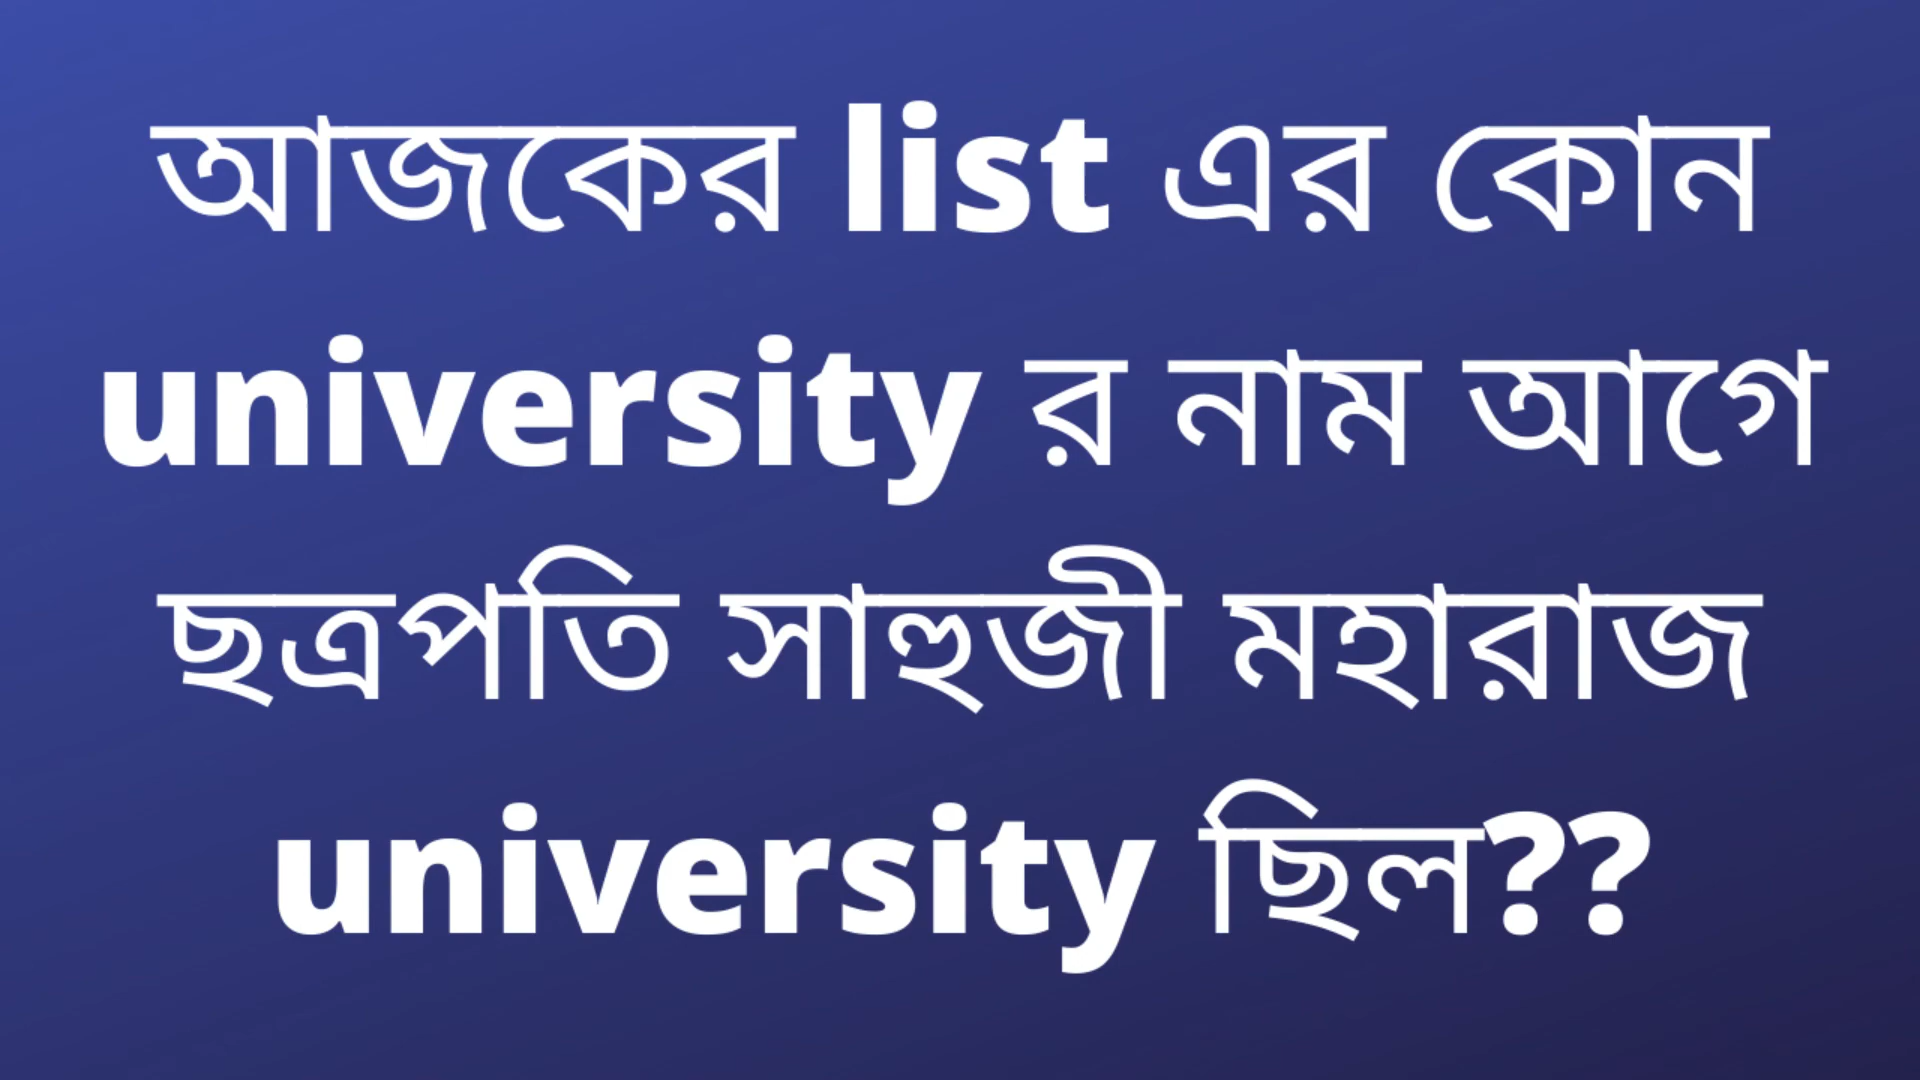 আজকের list এর কোন
university র নাম আগে
ছত্রপতি সাহুজী মহারাজ
university ছিল??